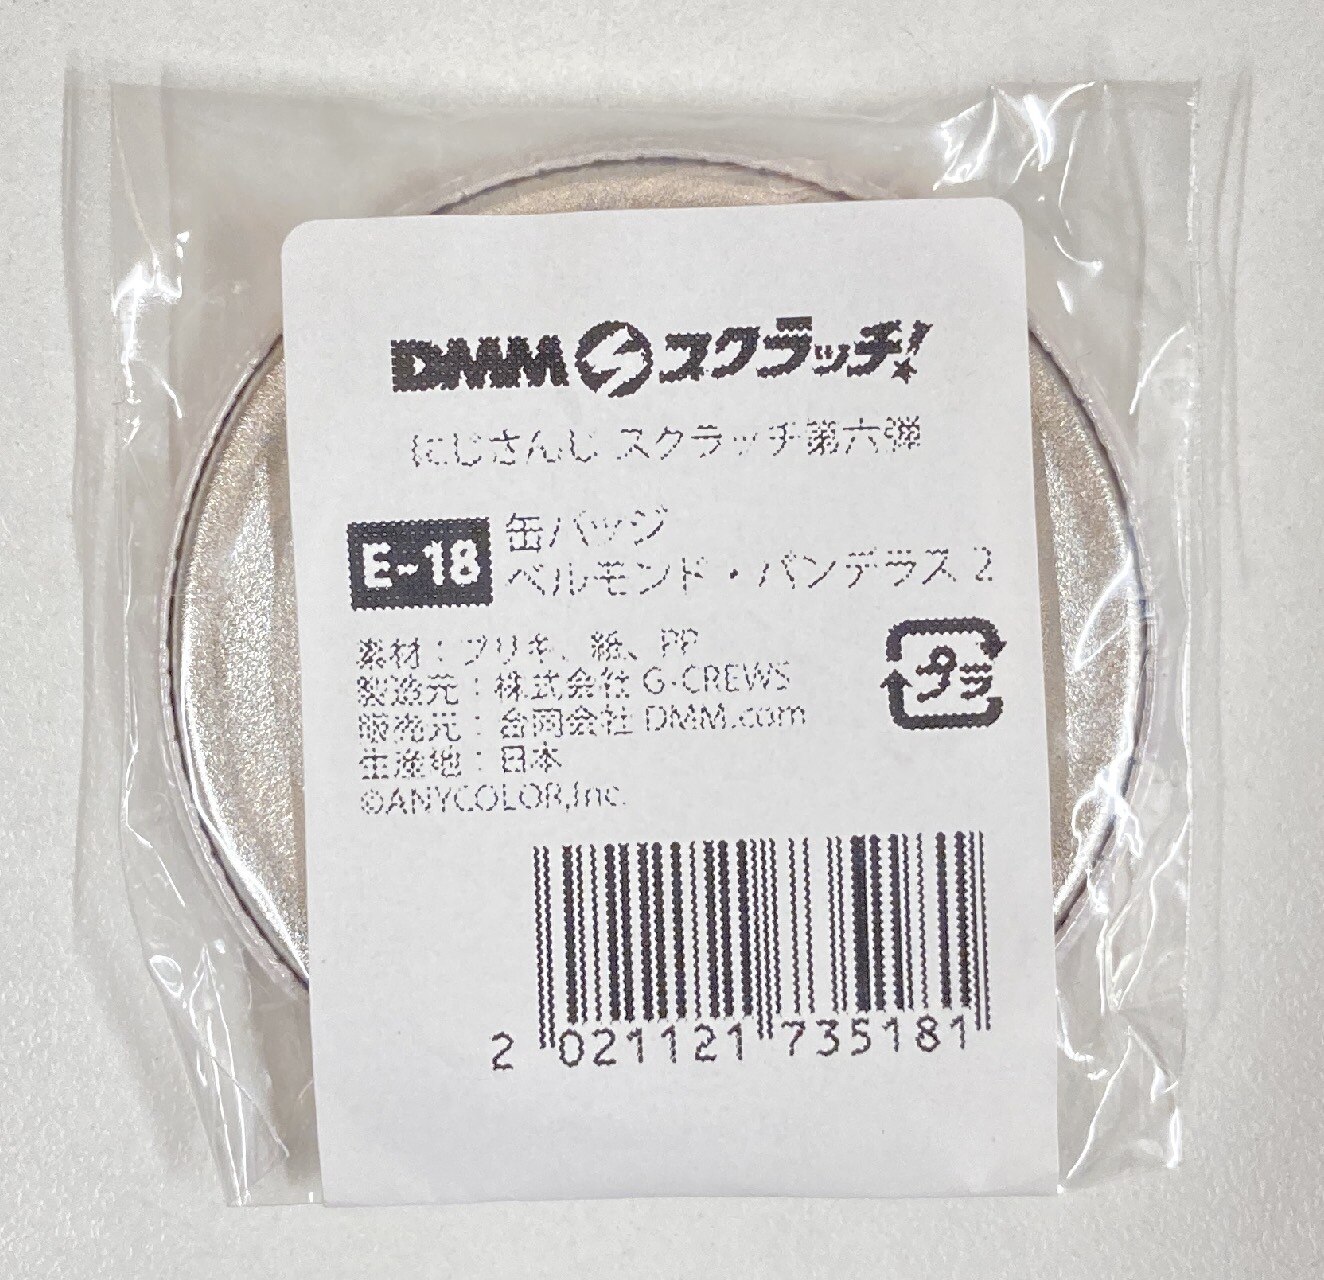 DMM スクラッチ!
にじさんじ スクラッチ第六弾
E-18
缶バッジ
ベルモンド・バンデラス 2
素材：ブリキ、紙、PP
製造元：株式会社 G-CREWS
販売元：合同会社 DMM.com
生産地：日本
©ANYCOLOR,Inc.
プラ
2 021121 735181